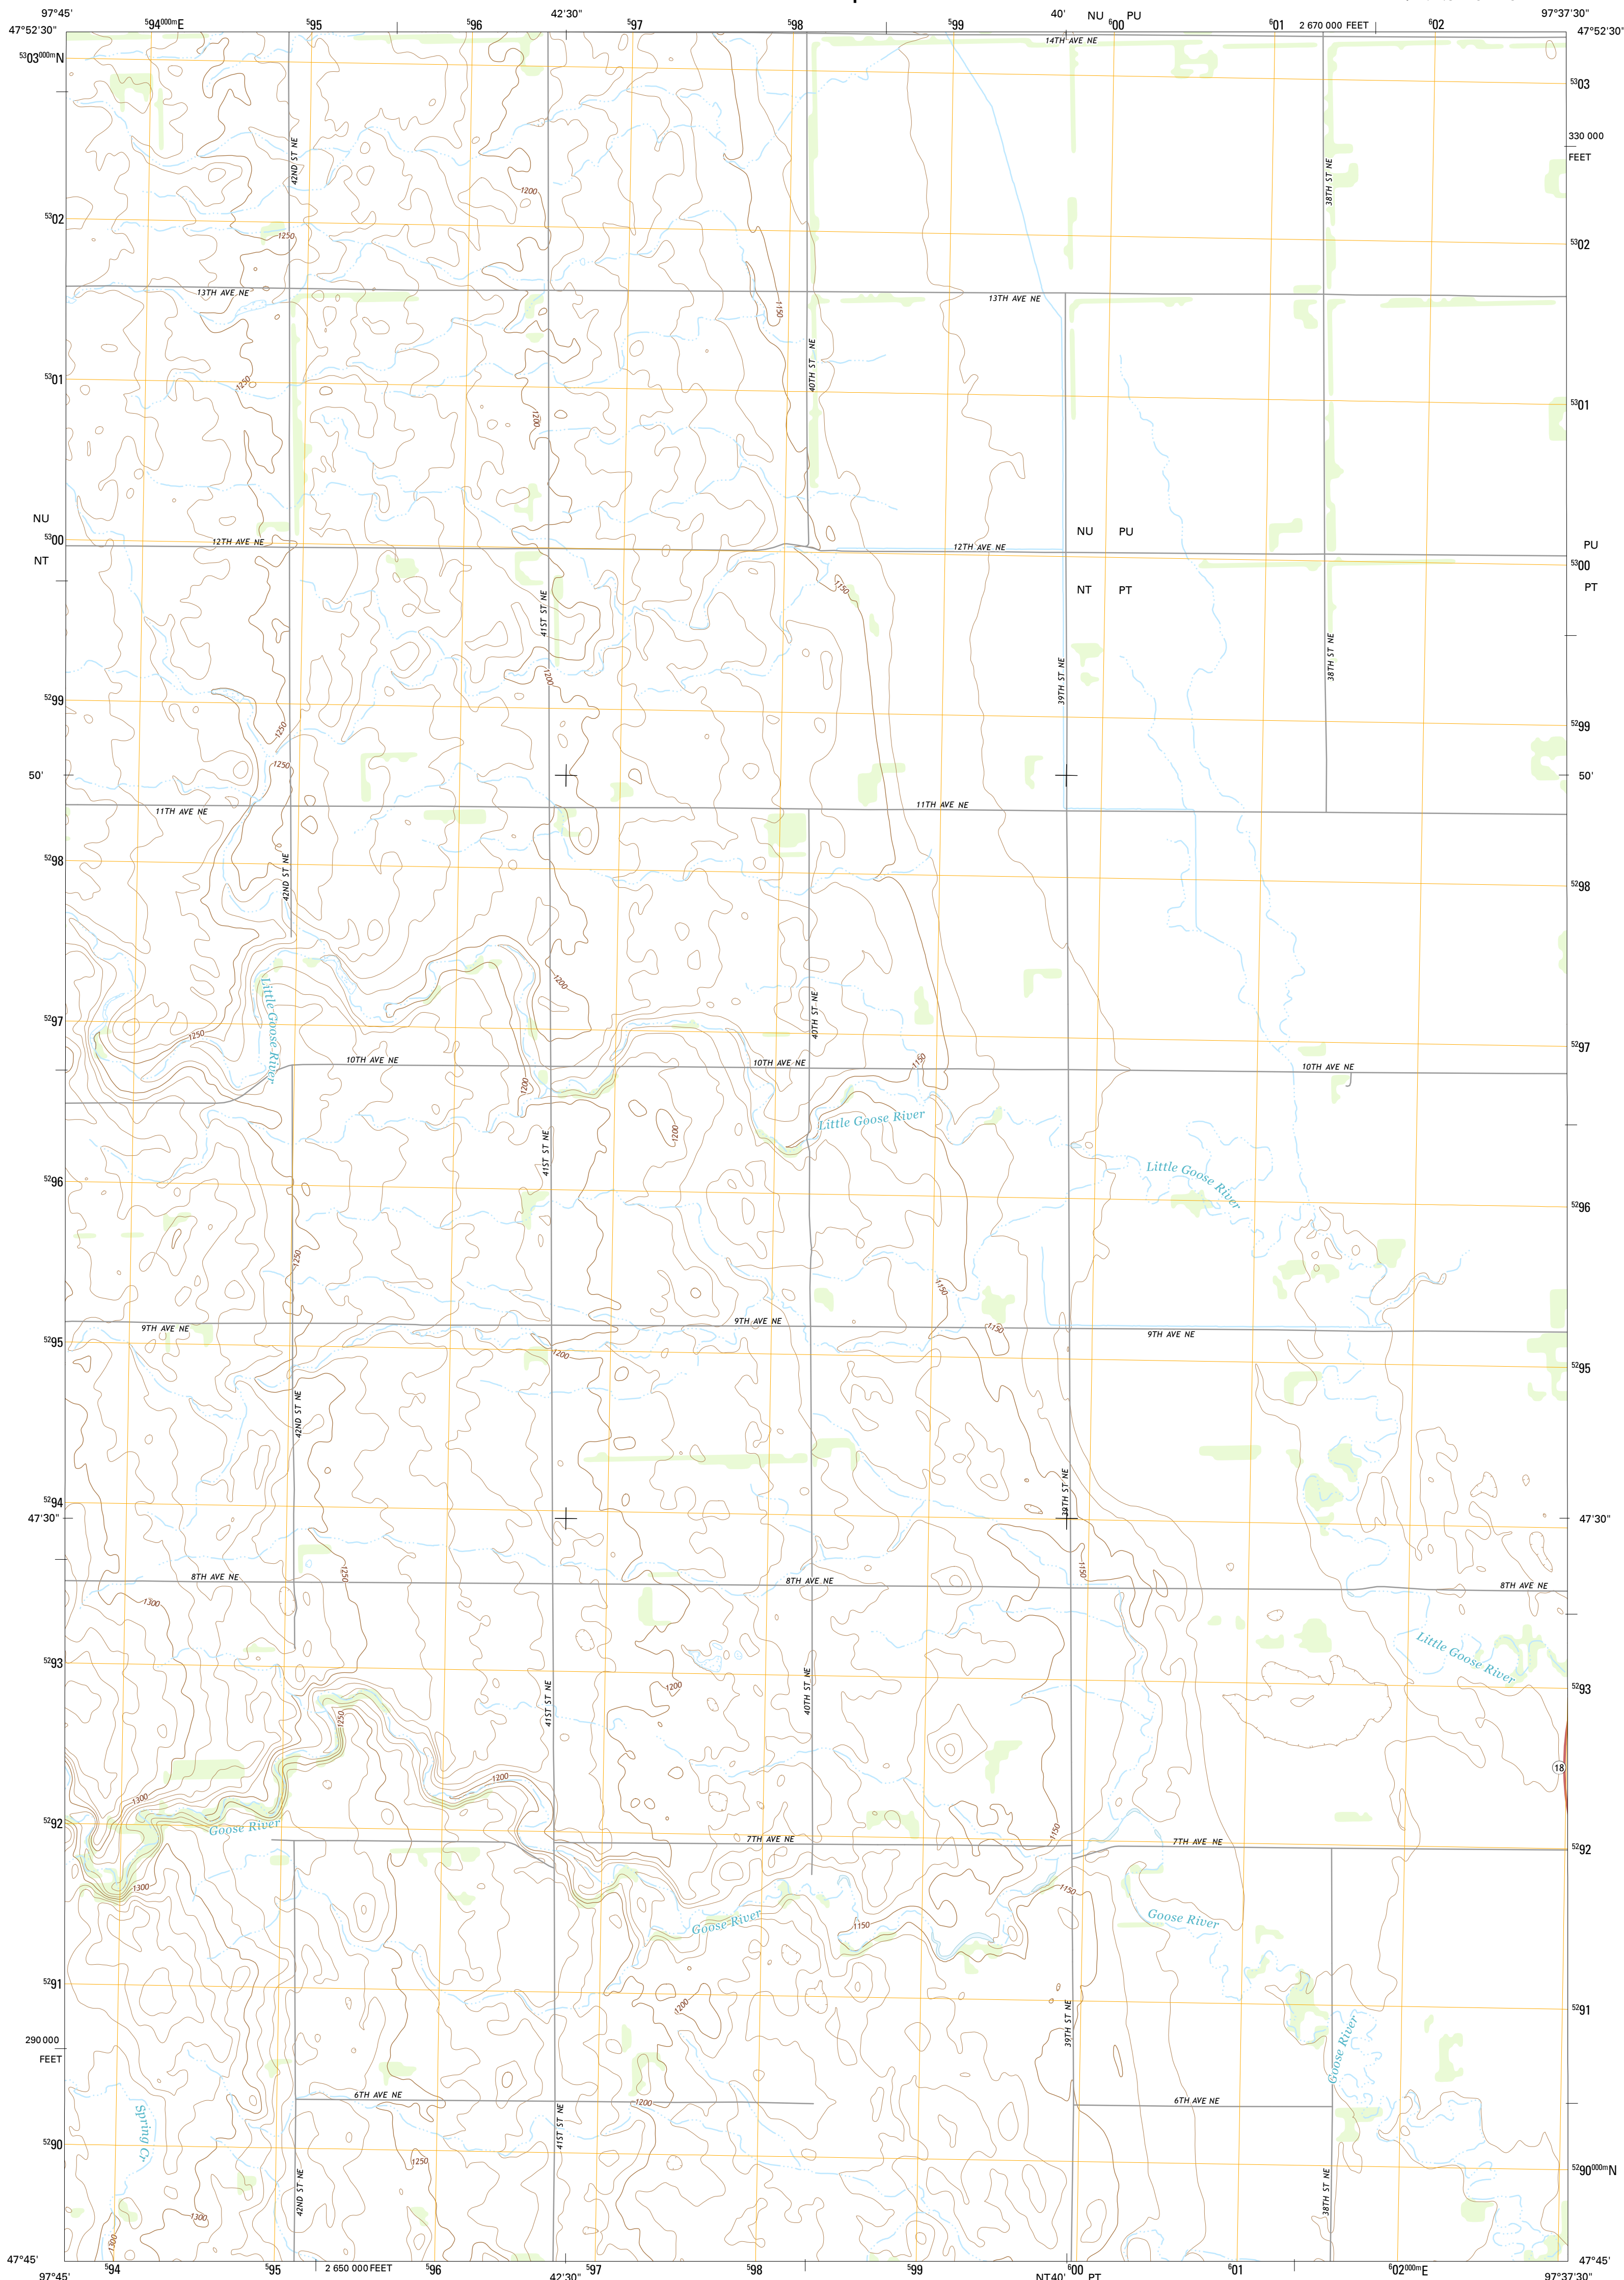 97°45'
⁵94⁰⁰⁰ᵐE
⁵95
⁵96
42'30"
⁵97
⁵98
⁵99
40'
NU PU
⁶00
⁶01
2 670 000 FEET
⁶02
97°37'30"
47°52'30"
47°52'30"
14TH AVE NE
⁵³03⁰⁰⁰ᵐN
⁵³03
330 000
FEET
42ND ST NE
38TH ST NE
1200
⁵³02
1250
⁵³02
13TH AVE NE
13TH AVE NE
1150
40TH ST NE
⁵³01
1250
1200
⁵³01
NU
NT
⁵³00
12TH AVE NE
12TH AVE NE
NU PU
NT PT
PU
⁵³00
PT
1150
41ST ST NE
39TH ST NE
38TH ST NE
1200
⁵²99
1250
⁵²99
1250
50'
50'
11TH AVE NE
11TH AVE NE
⁵²98
42ND ST NE
⁵²98
Little Goose River
1200
40TH ST NE
⁵²97
1250
⁵²97
10TH AVE NE
10TH AVE NE
1150
10TH AVE NE
1200
Little Goose River
1200
41ST ST NE
Little Goose River
⁵²96
⁵²96
1250
1150
9TH AVE NE
9TH AVE NE
1150
9TH AVE NE
⁵²95
1200
⁵²95
42ND ST NE
39TH ST NE
⁵²94
⁵²94
47'30"
47'30"
1250
1150
8TH AVE NE
8TH AVE NE
8TH AVE NE
1300
Little Goose River
⁵²93
1200
40TH ST NE
41ST ST NE
⁵²93
1250
18
1200
1300
⁵²92
Goose River
1150
7TH AVE NE
7TH AVE NE
⁵²92
1300
1150
Goose River
1150
Goose River
⁵²91
1200
⁵²91
39TH ST NE
Goose River
290 000
FEET
6TH AVE NE
1200
6TH AVE NE
Spring Cr
41ST ST NE
⁵²90
1250
⁵²90⁰⁰⁰ᵐN
42ND ST NE
38TH ST NE
1300
1300
47°45'
47°45'
97°45'
⁵94
⁵95
2 650 000 FEET
⁵96
42'30"
⁵97
⁵98
⁵99
NT
40'
⁶00
PT
⁶01
⁶02⁰⁰⁰ᵐE
97°37'30"